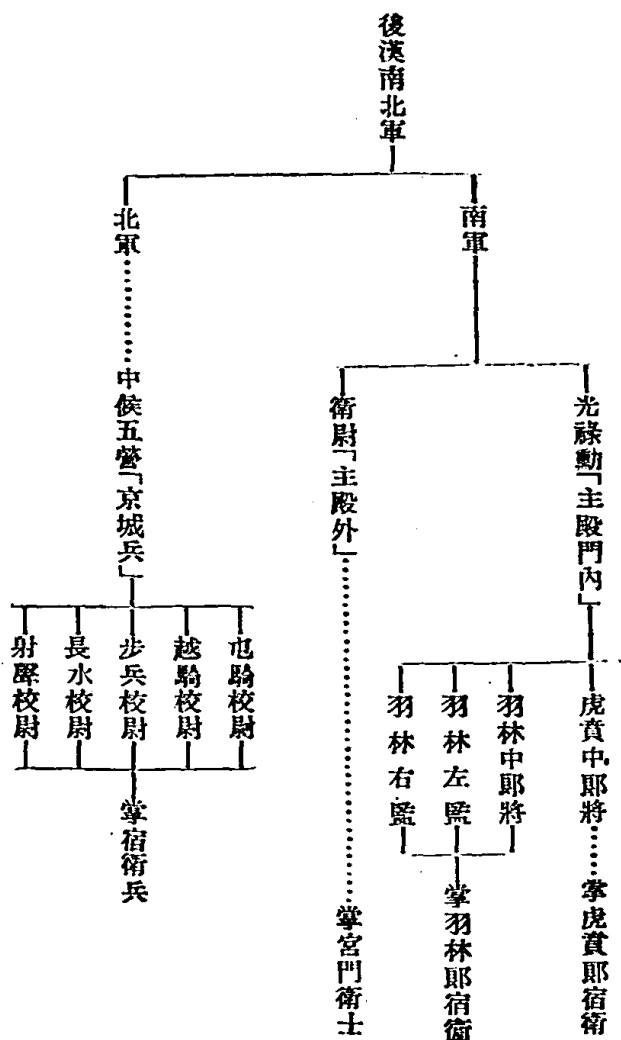 後漢南北軍
南軍
光祿勳「主殿門內」
虎賁中郎將……掌虎賁郎宿衛
羽林中郎將
羽林左監
羽林右監
掌羽林郎宿衛
衛尉「主殿外」……掌宮門衛士
北軍……中候五營「京城兵」
屯騎校尉
越騎校尉
步兵校尉
長水校尉
射聲校尉
掌宿衛兵